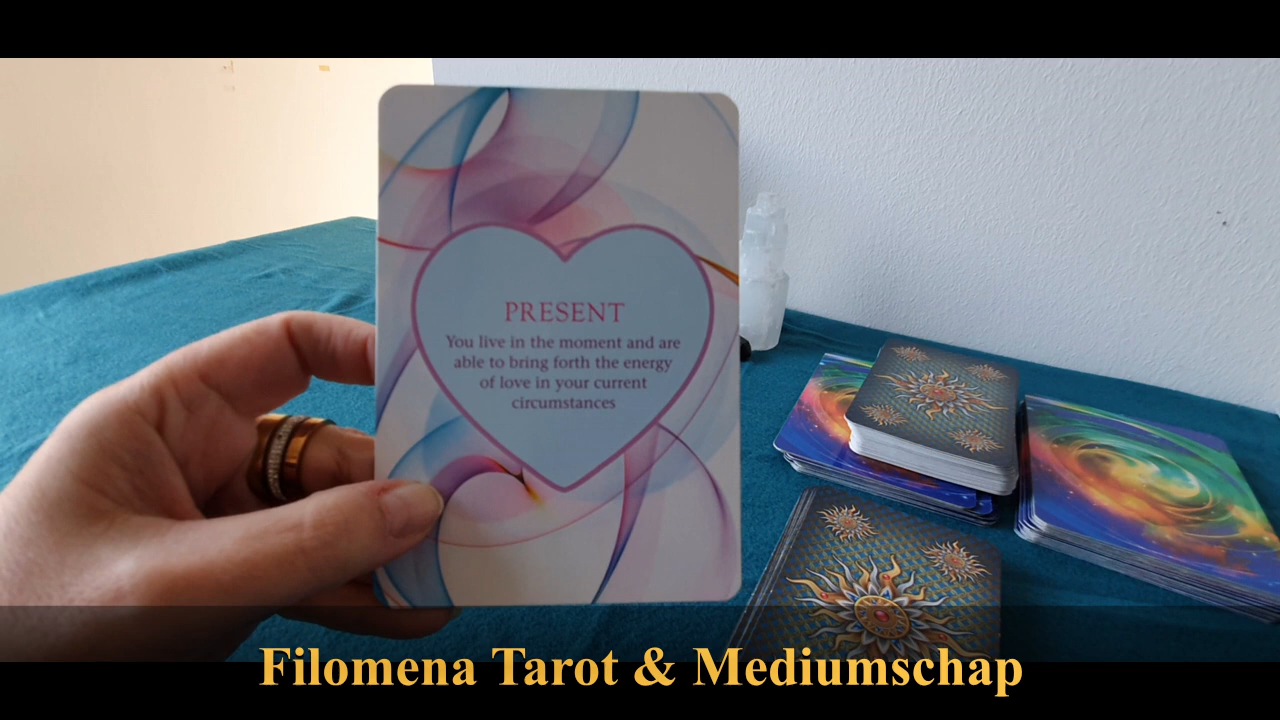 PRESENT
You live in the moment and are
able to bring forth the energy
of love in your current
circumstances
Filomena Tarot & Mediumschap